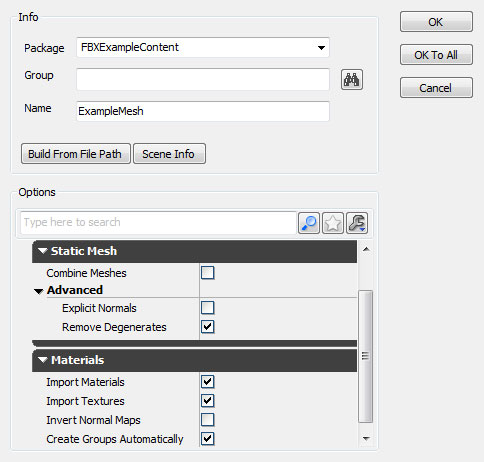 Info
Package FBXExampleContent
Group
Name ExampleMesh
Build From File Path Scene Info
OK
OK To All
Cancel
Options
Type here to search
Static Mesh
Combine Meshes
Advanced
Explicit Normals
Remove Degenerates
Materials
Import Materials
Import Textures
Invert Normal Maps
Create Groups Automatically